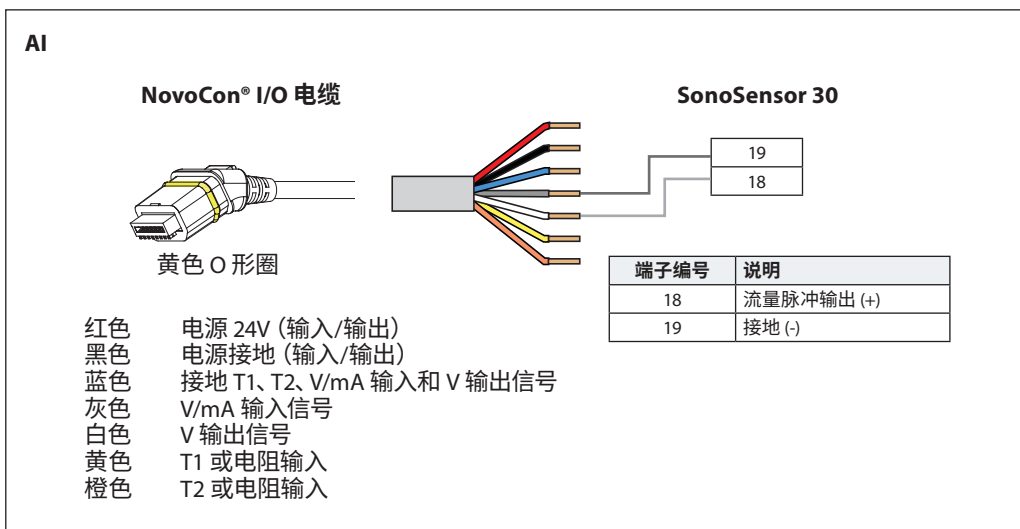 AI
NovoCon® I/O 电缆
SonoSensor 30
19
18
黄色 O 形圈
端子编号 说明
18 流量脉冲输出 (+)
19 接地 (-)
红色 电源 24V（输入/输出）
黑色 电源接地（输入/输出）
蓝色 接地 T1、T2、V/mA 输入和 V 输出信号
灰色 V/mA 输入信号
白色 V 输出信号
黄色 T1 或电阻输入
橙色 T2 或电阻输入